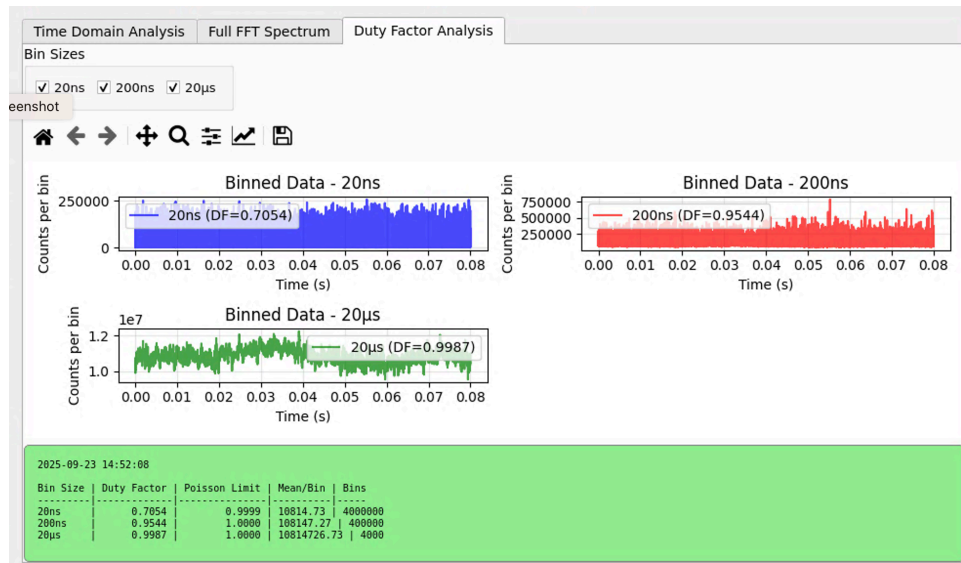 Time Domain Analysis Full FFT Spectrum Duty Factor Analysis
Bin Sizes
20ns 200ns 20µs
eenshot
Binned Data - 20ns
Counts per bin
250000
0
20ns (DF=0.7054)
0.00 0.01 0.02 0.03 0.04 0.05 0.06 0.07 0.08
Time (s)
Binned Data - 200ns
Counts per bin
750000
500000
250000
200ns (DF=0.9544)
0.00 0.01 0.02 0.03 0.04 0.05 0.06 0.07 0.08
Time (s)
Binned Data - 20µs
1e7
Counts per bin
1.2
1.0
20µs (DF=0.9987)
0.00 0.01 0.02 0.03 0.04 0.05 0.06 0.07 0.08
Time (s)
2025-09-23 14:52:08
Bin Size | Duty Factor | Poisson Limit | Mean/Bin | Bins
---------|-------------|---------------|----------|-----
20ns | 0.7054 | 0.9999 | 10814.73 | 4000000
200ns | 0.9544 | 1.0000 | 108147.27 | 400000
20µs | 0.9987 | 1.0000 | 10814726.73 | 4000